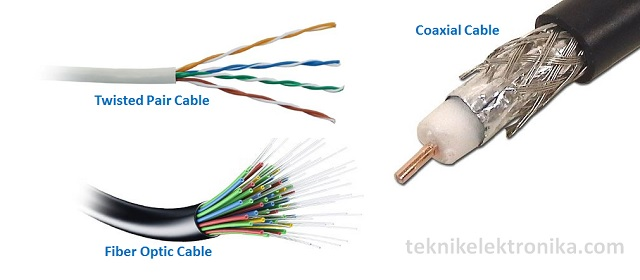 Coaxial Cable
Twisted Pair Cable
Fiber Optic Cable
teknikelektronika.com